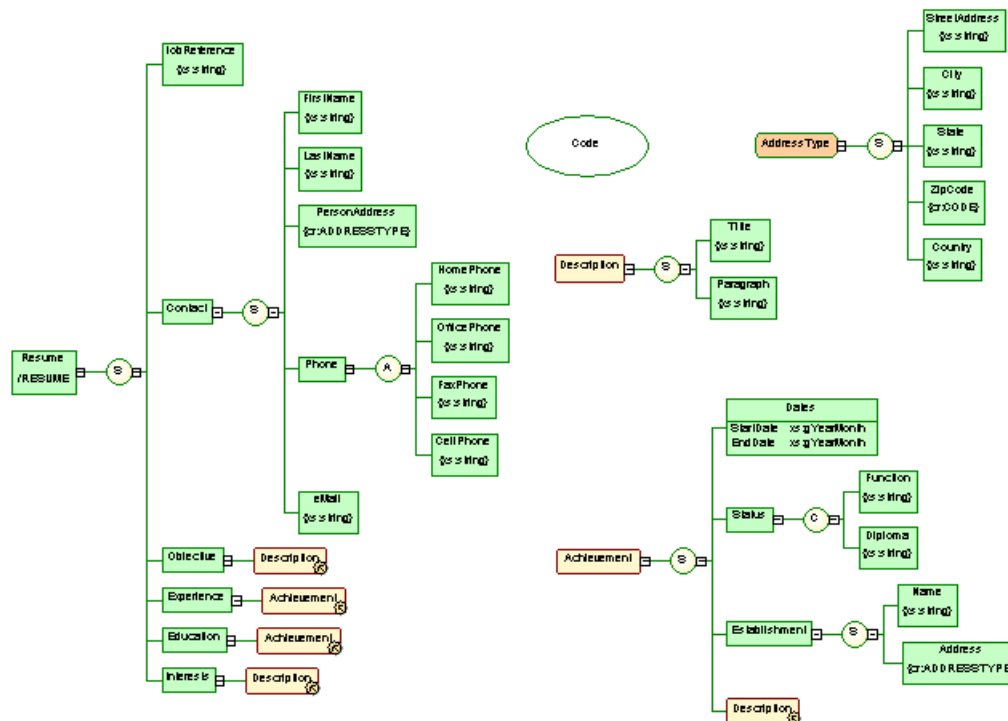 JobReference
{xs:string}
FirstName
{xs:string}
LastName
{xs:string}
PersonAddress
{cr:ADDRESSTYPE}
Contact
S
HomePhone
{xs:string}
OfficePhone
{xs:string}
Phone
A
FaxPhone
{xs:string}
CellPhone
{xs:string}
eMail
{xs:string}
Resume
/RESUME
S
Objective
Description
Experience
Achievement
Education
Achievement
Interests
Description
Code
AddressType
S
StreetAddress
{xs:string}
City
{xs:string}
State
{xs:string}
ZipCode
{cr:CODE}
Country
{xs:string}
Description
S
Title
{xs:string}
Paragraph
{xs:string}
Achievement
S
Dates
StartDate xs:gYearMonth
EndDate xs:gYearMonth
Status
C
Function
{xs:string}
Diploma
{xs:string}
Establishment
S
Name
{xs:string}
Address
{cr:ADDRESSTYPE
Description